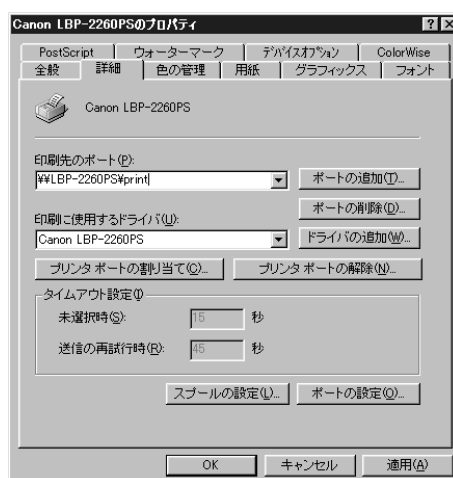 Canon LBP-2260PSのプロパティ
PostScript ウォーターマーク デバイスオプション ColorWise
全般 詳細 色の管理 用紙 グラフィックス フォント
Canon LBP-2260PS
印刷先のポート(P):
¥¥LBP-2260PS¥print
ポートの追加(T)...
ポートの削除(D)...
印刷に使用するドライバ(U):
Canon LBP-2260PS
ドライバの追加(W)...
プリンタ ポートの割り当て(C)... プリンタ ポートの解除(N)...
タイムアウト設定
未選択時(S): 15 秒
送信の再試行時(R): 45 秒
スプールの設定(L)... ポートの設定(O)...
OK キャンセル 適用(A)